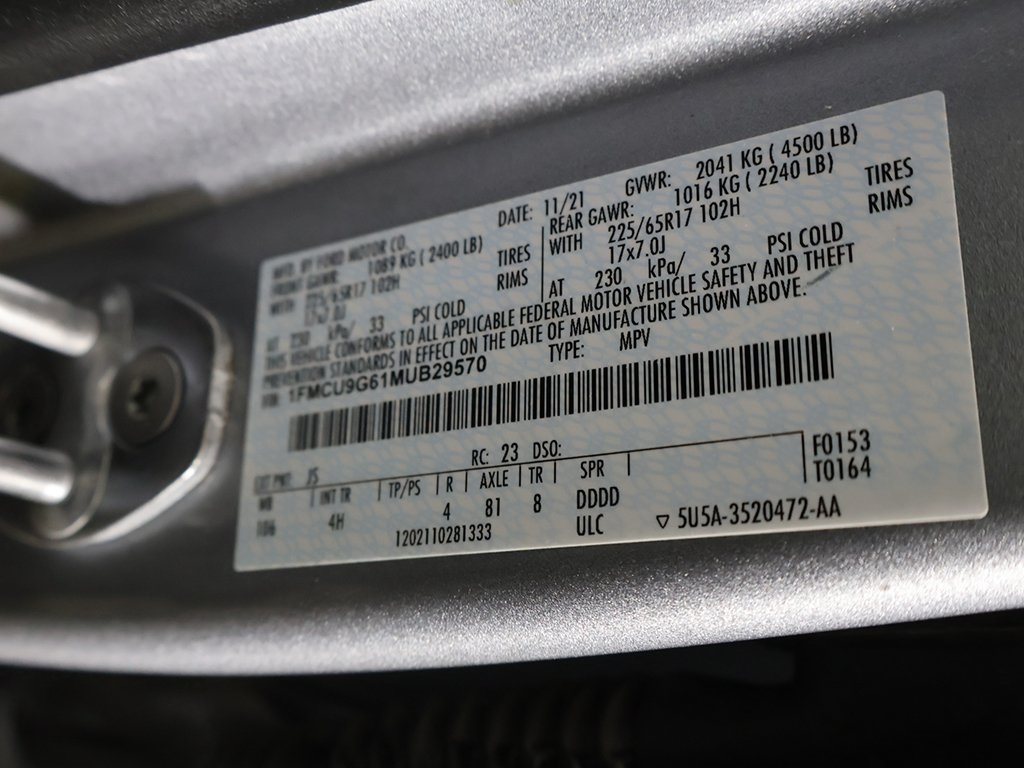 MFD. BY FORD MOTOR CO.
DATE: 11/21 GVWR: 2041 KG ( 4500 LB)
FRONT GAWR: 1089 KG ( 2400 LB) REAR GAWR: 1016 KG ( 2240 LB)
WITH 225/65R17 102H TIRES WITH 225/65R17 102H TIRES
17x7.0J RIMS 17x7.0J RIMS
AT 230 kPa/ 33 PSI COLD AT 230 kPa/ 33 PSI COLD
THIS VEHICLE CONFORMS TO ALL APPLICABLE FEDERAL MOTOR VEHICLE SAFETY AND THEFT
PREVENTION STANDARDS IN EFFECT ON THE DATE OF MANUFACTURE SHOWN ABOVE.
VIN: 1FMCU9G61MUB29570 TYPE: MPV
EXT PNT: JS RC: 23 DSO: F0153
WB INT TR TP/PS R AXLE TR SPR T0164
106 4H 4 81 8 DDDD
1202110281333 ULC ▽ 5U5A-3520472-AA